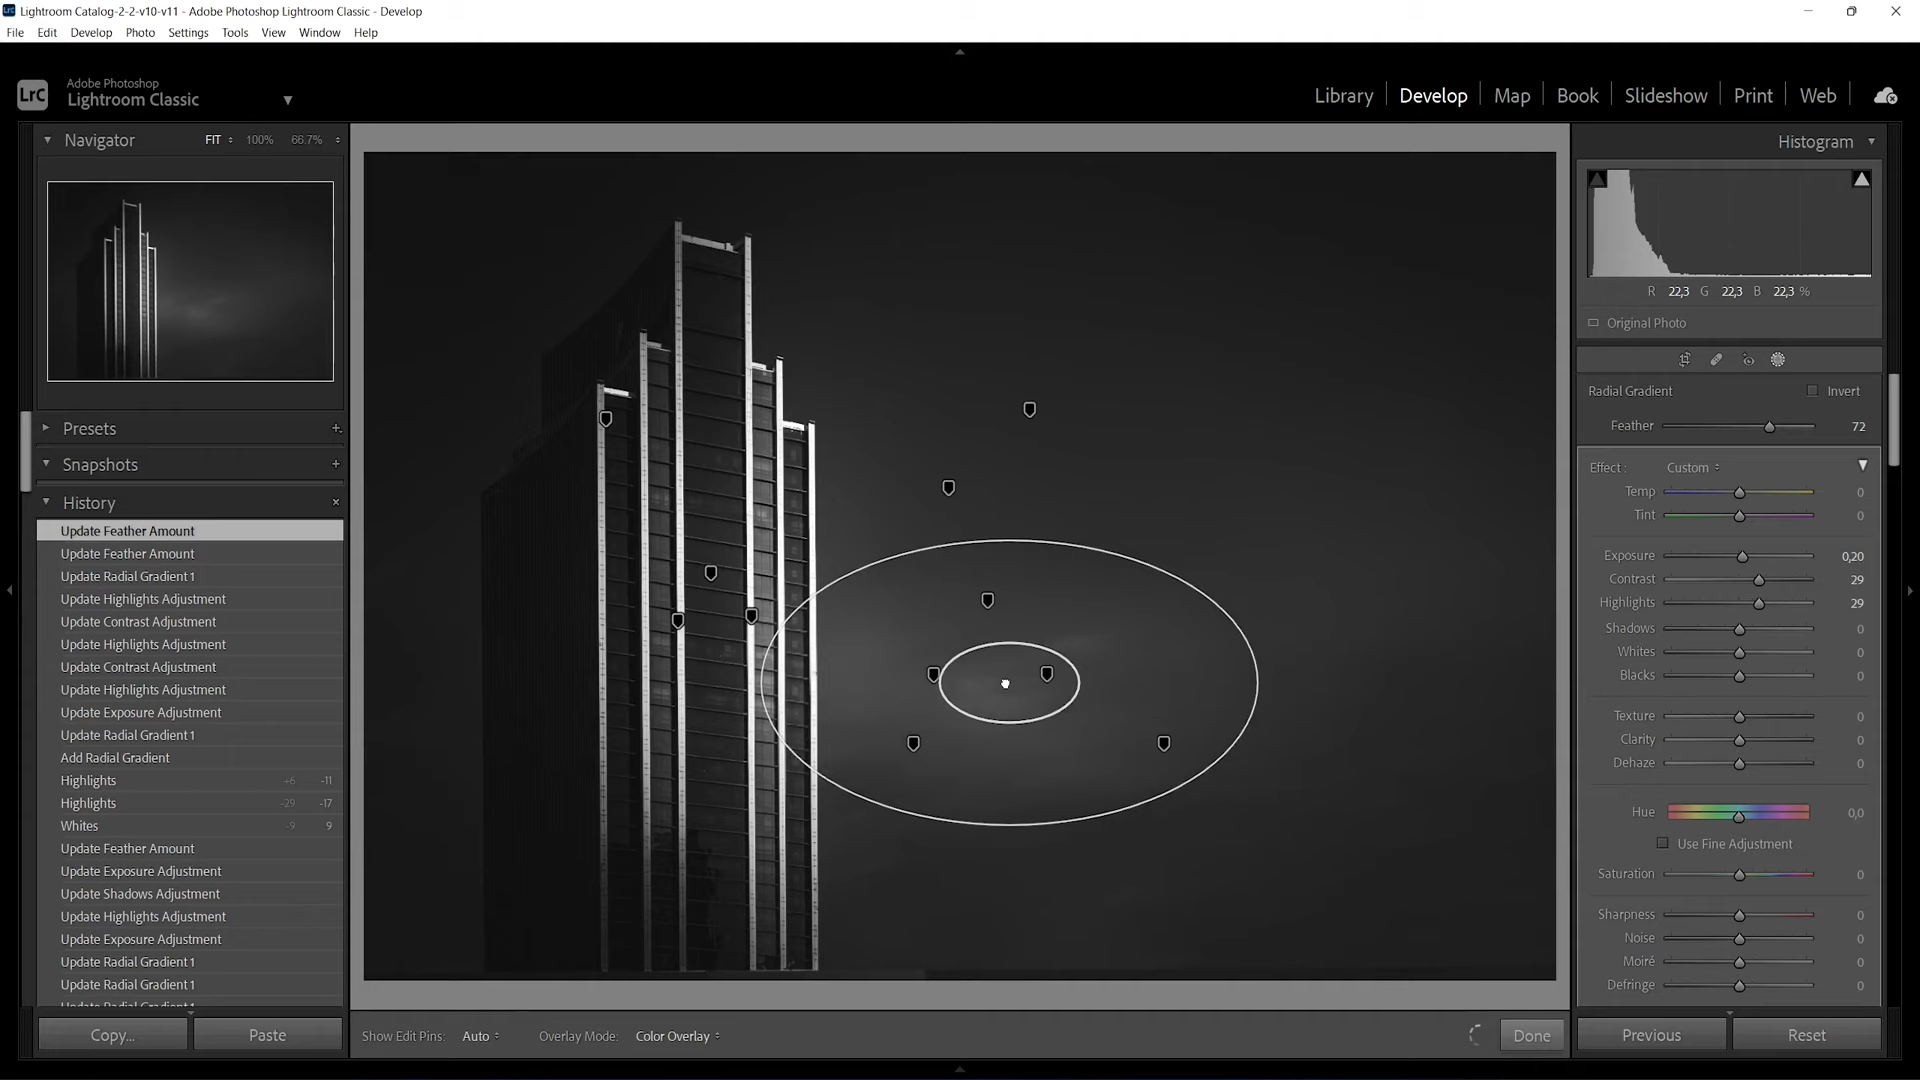 Lightroom Catalog-2-2-v10-v11 - Adobe Photoshop Lightroom Classic - Develop
File Edit Develop Photo Settings Tools View Window Help
LrC
Adobe Photoshop
Lightroom Classic
Library Develop Map Book Slideshow Print Web
Navigator FIT 100% 66.7%
Presets
Snapshots
History
Update Feather Amount
Update Feather Amount
Update Radial Gradient 1
Update Highlights Adjustment
Update Contrast Adjustment
Update Highlights Adjustment
Update Contrast Adjustment
Update Highlights Adjustment
Update Exposure Adjustment
Update Radial Gradient 1
Add Radial Gradient
Highlights +6 -11
Highlights -29 -17
Whites -9 9
Update Feather Amount
Update Exposure Adjustment
Update Shadows Adjustment
Update Highlights Adjustment
Update Exposure Adjustment
Update Radial Gradient 1
Update Radial Gradient 1
Update Radial Gradient 1
Copy... Paste
Show Edit Pins: Auto Overlay Mode: Color Overlay Done
Histogram
R 22,3 G 22,3 B 22,3 %
Original Photo
Radial Gradient Invert
Feather 72
Effect : Custom
Temp 0
Tint 0
Exposure 0,20
Contrast 29
Highlights 29
Shadows 0
Whites 0
Blacks 0
Texture 0
Clarity 0
Dehaze 0
Hue 0,0
Use Fine Adjustment
Saturation 0
Sharpness 0
Noise 0
Moiré 0
Defringe 0
Previous Reset